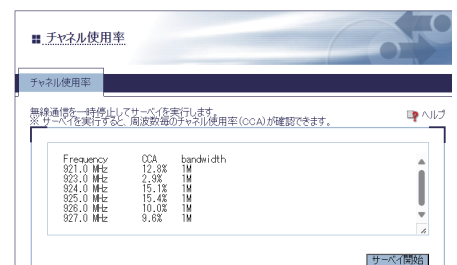 チャネル使用率
チャネル使用率
無線通信を一時停止してサーベイを実行します。
※ サーベイを実行すると、周波数毎のチャネル使用率(CCA)が確認できます。
ヘルプ
Frequency CCA bandwidth
921.0 MHz 12.8% 1M
923.0 MHz 2.9% 1M
924.0 MHz 15.1% 1M
925.0 MHz 15.4% 1M
926.0 MHz 10.0% 1M
927.0 MHz 9.6% 1M
サーベイ開始